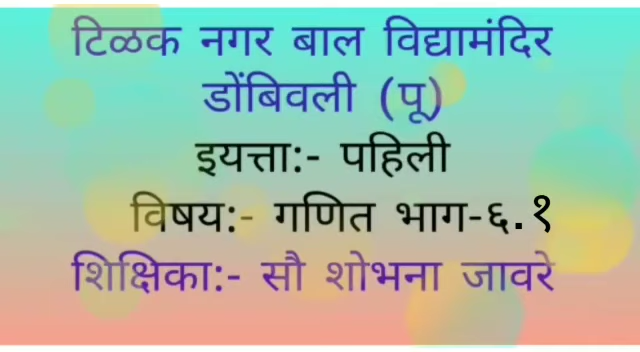 टिळक नगर बाल विद्यामंदिर
डोंबिवली (पू)
इयत्ता:- पहिली
विषय:- गणित भाग-६.१
शिक्षिका:- सौ शोभना जावरे